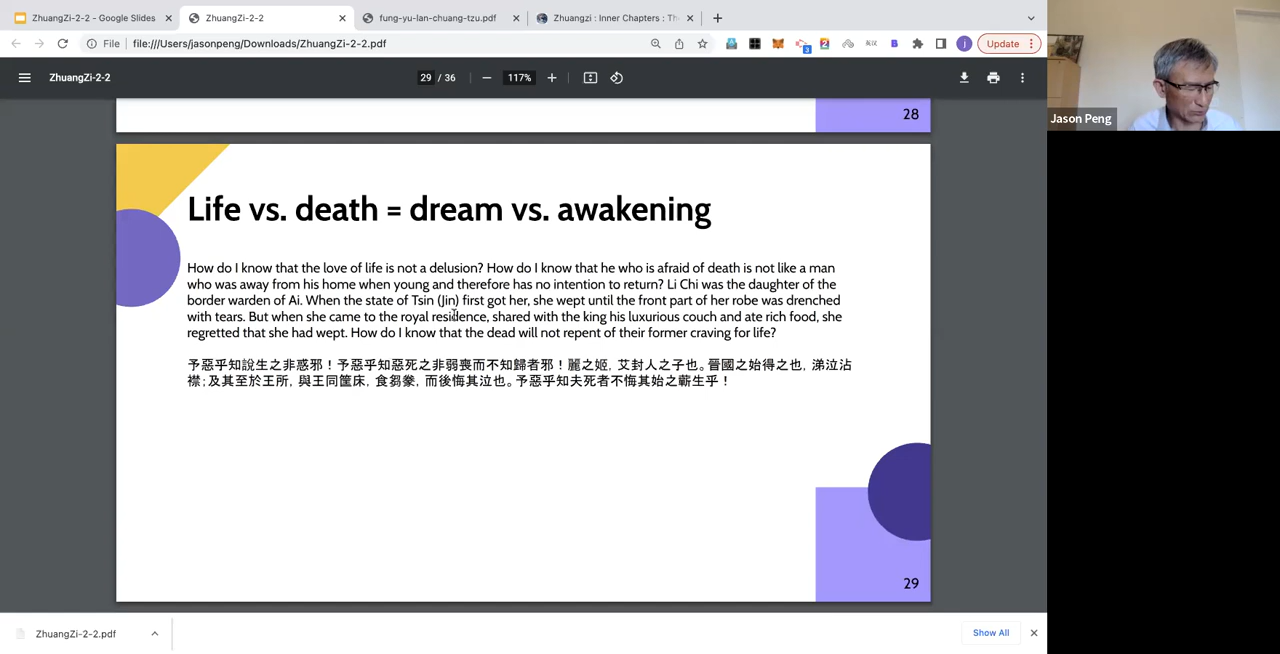 ZhuangZi-2-2 - Google Slides
ZhuangZi-2-2
fung-yu-lan-chuang-tzu.pdf
Zhuangzi : Inner Chapters : Th
File
file:///Users/jasonpeng/Downloads/ZhuangZi-2-2.pdf
Update
ZhuangZi-2-2
29 / 36
117%
Jason Peng
28
Life vs. death = dream vs. awakening
How do I know that the love of life is not a delusion? How do I know that he who is afraid of death is not like a man
who was away from his home when young and therefore has no intention to return? Li Chi was the daughter of the
border warden of Ai. When the state of Tsin (Jin) first got her, she wept until the front part of her robe was drenched
with tears. But when she came to the royal residence, shared with the king his luxurious couch and ate rich food, she
regretted that she had wept. How do I know that the dead will not repent of their former craving for life?
予惡乎知說生之非惑邪！予惡乎知惡死之非弱喪而不知歸者邪！麗之姬，艾封人之子也。晉國之始得之也，涕泣沾
襟；及其至於王所，與王同筐床，食芻豢，而後悔其泣也。予惡乎知夫死者不悔其始之蘄生乎！
29
ZhuangZi-2-2.pdf
Show All